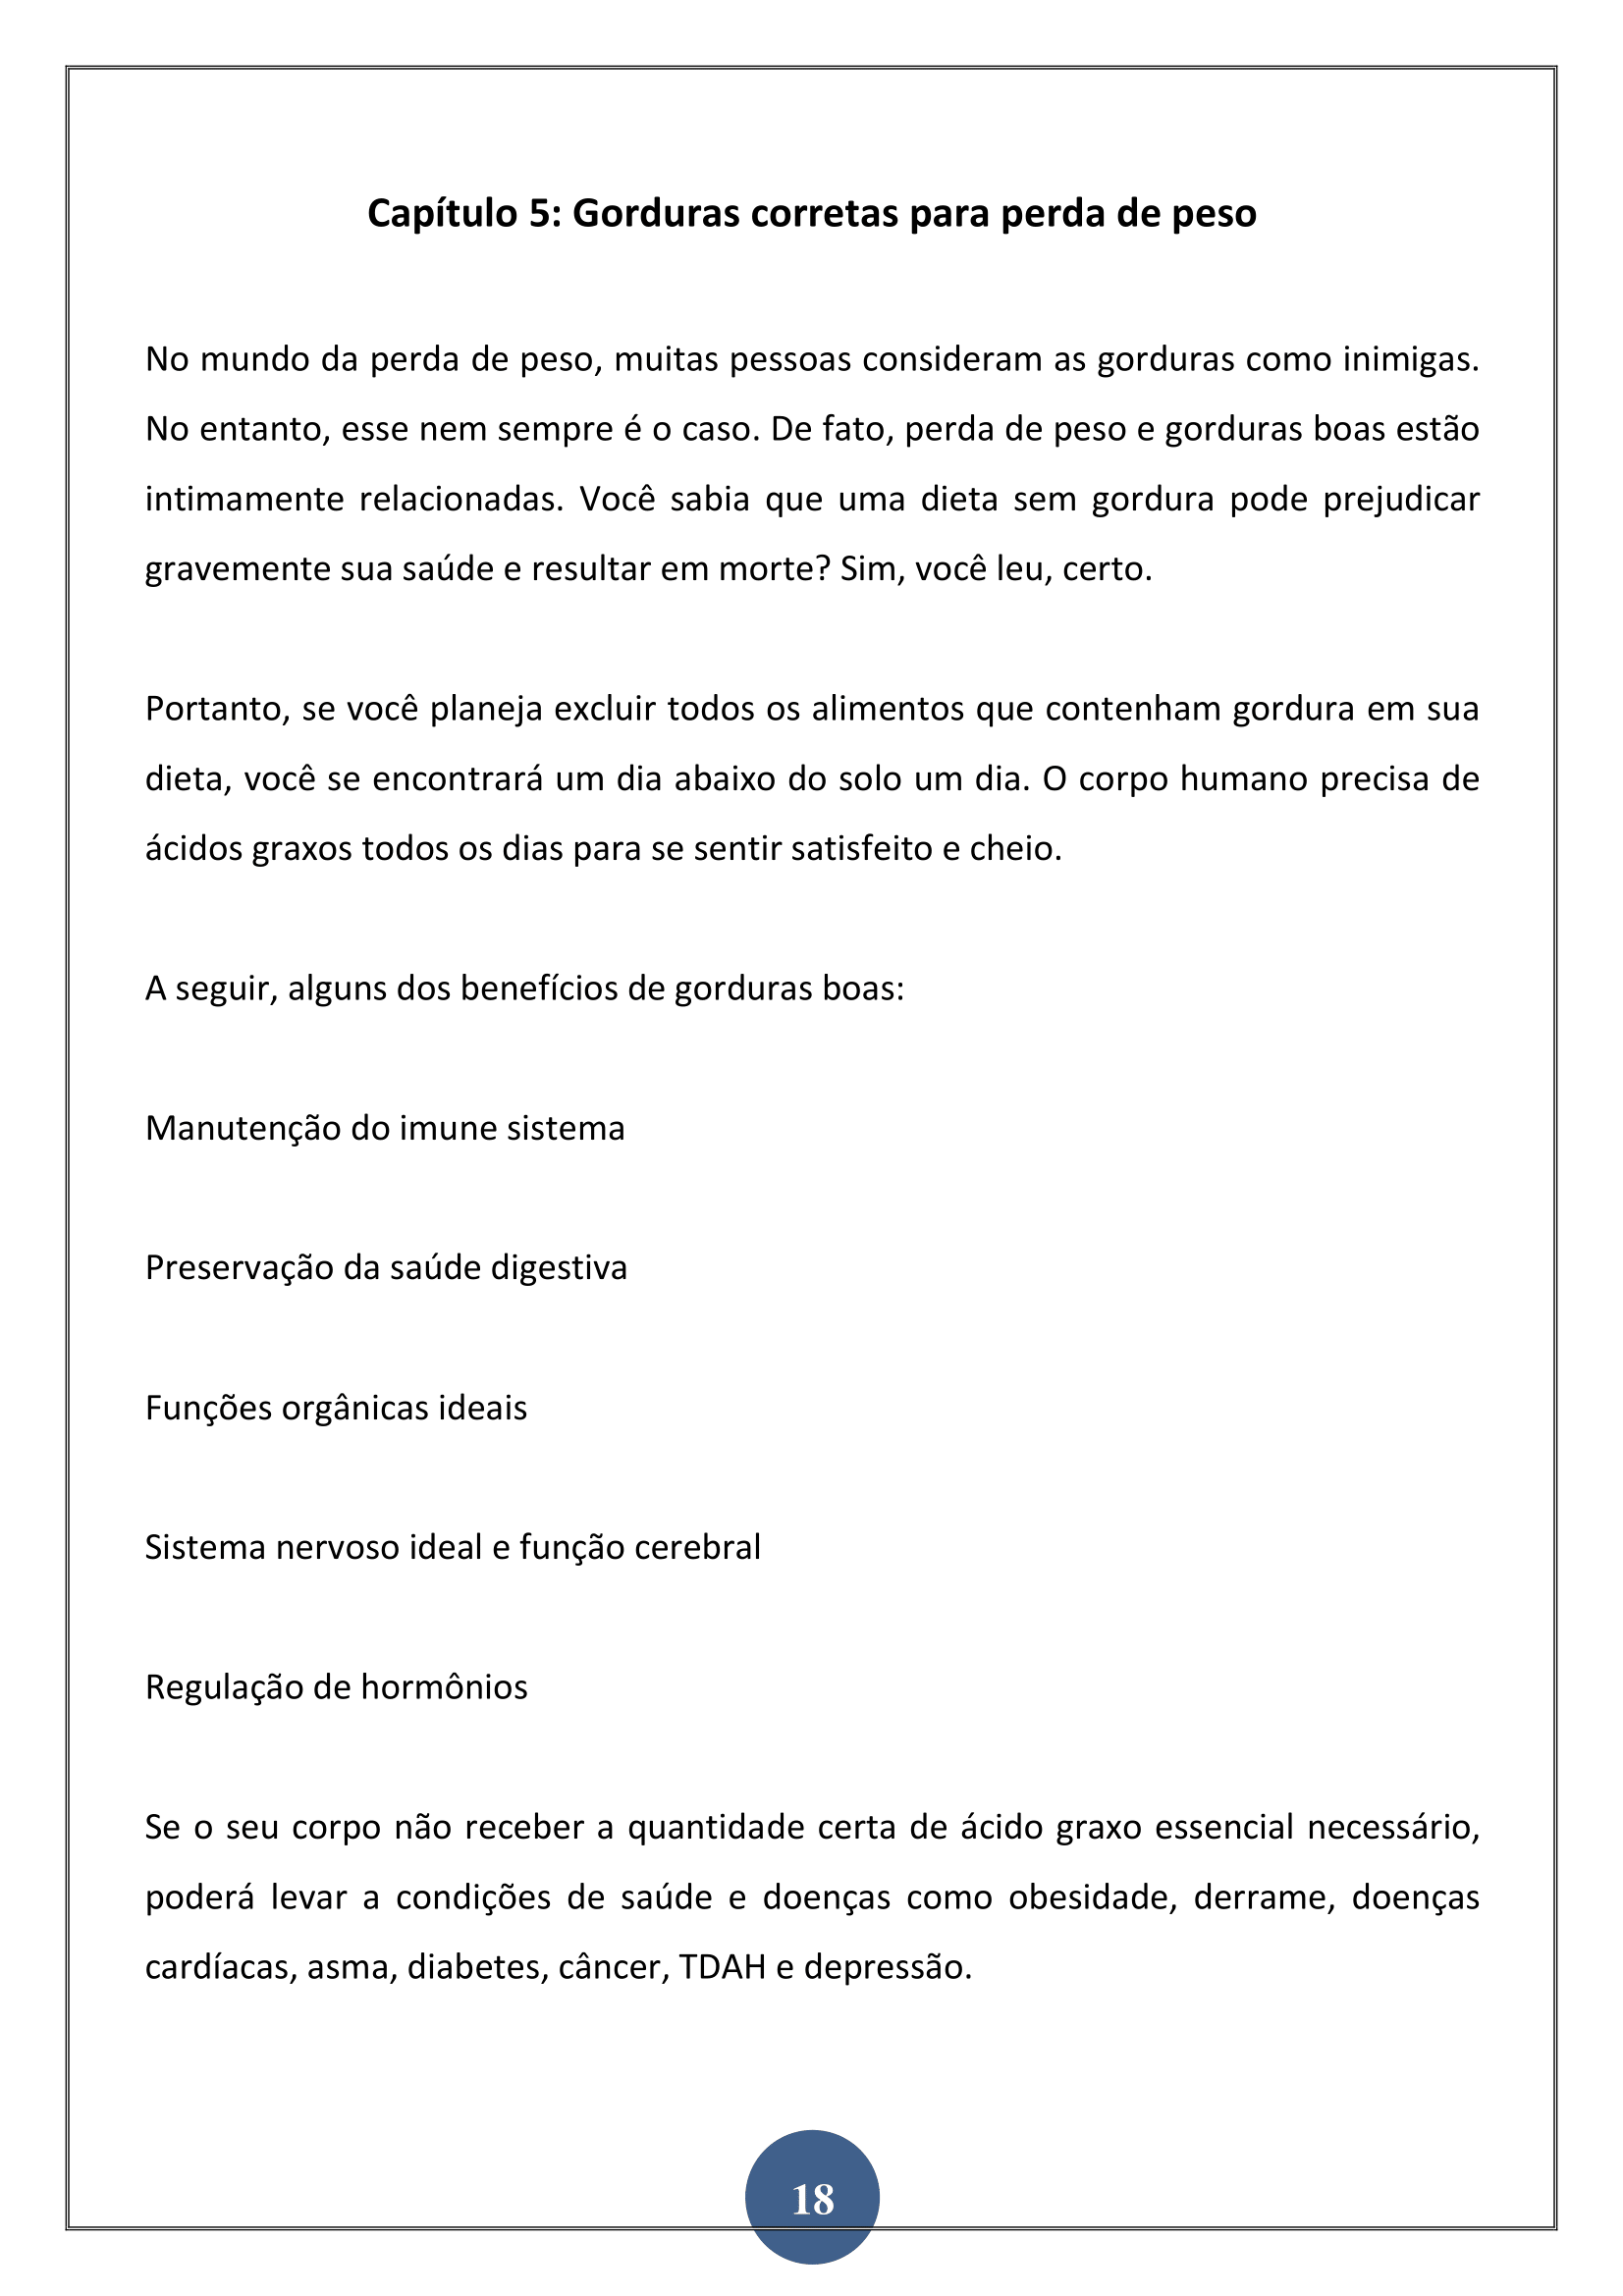 Capítulo 5: Gorduras corretas para perda de peso
No mundo da perda de peso, muitas pessoas consideram as gorduras como inimigas.
No entanto, esse nem sempre é o caso. De fato, perda de peso e gorduras boas estão
intimamente relacionadas. Você sabia que uma dieta sem gordura pode prejudicar
gravemente sua saúde e resultar em morte? Sim, você leu, certo.
Portanto, se você planeja excluir todos os alimentos que contenham gordura em sua
dieta, você se encontrará um dia abaixo do solo um dia. O corpo humano precisa de
ácidos graxos todos os dias para se sentir satisfeito e cheio.
A seguir, alguns dos benefícios de gorduras boas:
Manutenção do imune sistema
Preservação da saúde digestiva
Funções orgânicas ideais
Sistema nervoso ideal e função cerebral
Regulação de hormônios
Se o seu corpo não receber a quantidade certa de ácido graxo essencial necessário,
poderá levar a condições de saúde e doenças como obesidade, derrame, doenças
cardíacas, asma, diabetes, câncer, TDAH e depressão.
18